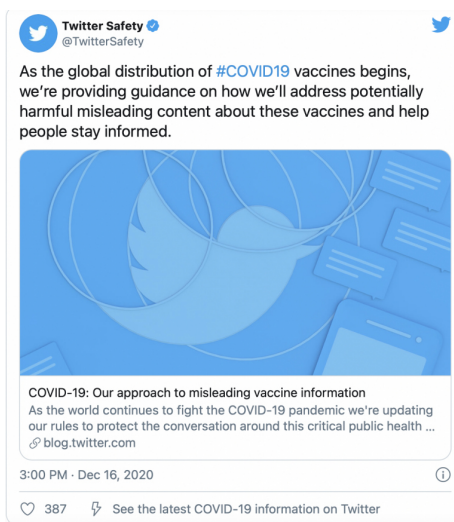 Twitter Safety
@TwitterSafety
As the global distribution of #COVID19 vaccines begins,
we're providing guidance on how we'll address potentially
harmful misleading content about these vaccines and help
people stay informed.
COVID-19: Our approach to misleading vaccine information
As the world continues to fight the COVID-19 pandemic we're updating
our rules to protect the conversation around this critical public health ...
blog.twitter.com
3:00 PM · Dec 16, 2020
387 See the latest COVID-19 information on Twitter